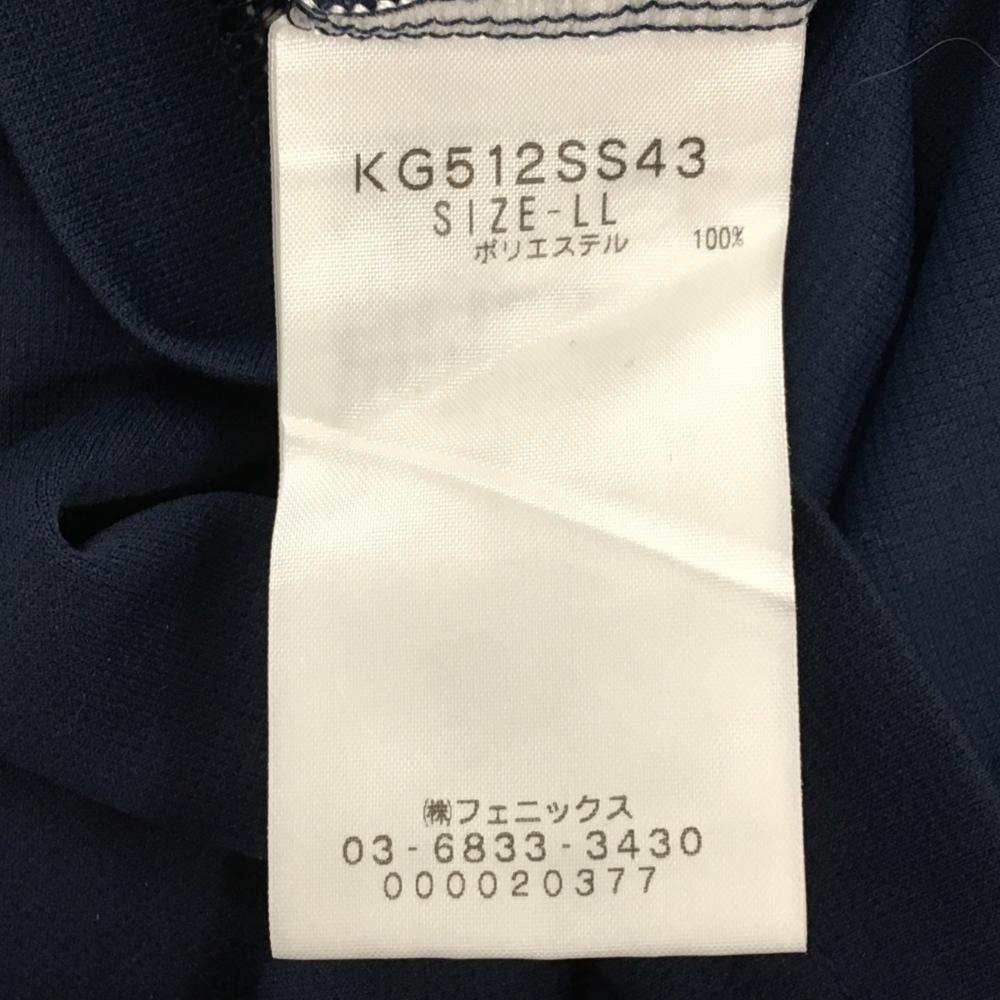 KG512SS43
SIZE-LL
ポリエステル 100%
㈱フェニックス
03-6833-3430
000020377